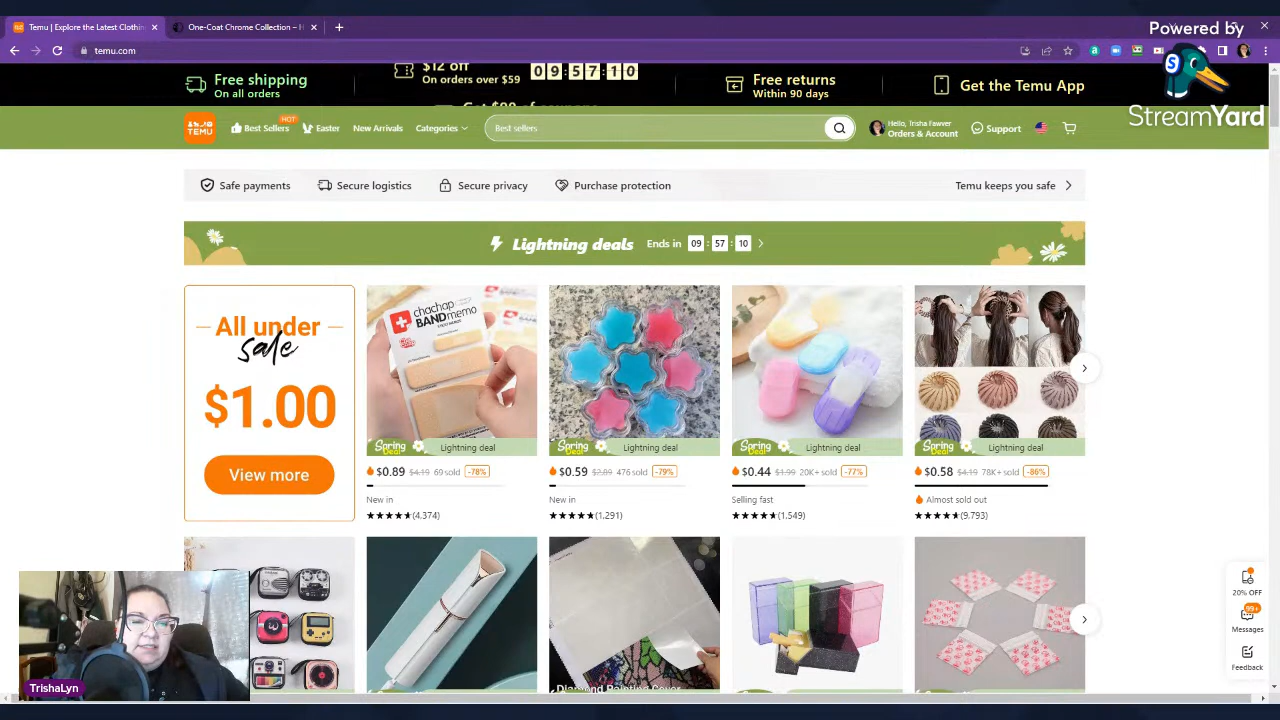 Temu | Explore the Latest Clothin
One-Coat Chrome Collection – H
temu.com
Powered by
StreamYard
Free shipping
On all orders
$12 off
On orders over $59
09:57:10
Free returns
Within 90 days
Get the Temu App
TEMU
Best Sellers
HOT
Easter
New Arrivals
Categories
Best sellers
Hello, Trisha Fawver
Orders & Account
Support
Safe payments
Secure logistics
Secure privacy
Purchase protection
Temu keeps you safe
Lightning deals
Ends in 09 : 57 : 10
All under
sale
$1.00
View more
chachap
BANDmemo
Spring Deal
Lightning deal
$0.89 $4.19 69 sold -78%
New in
(4,374)
Spring Deal
Lightning deal
$0.59 $2.89 476 sold -79%
New in
(1,291)
Spring Deal
Lightning deal
$0.44 $1.99 20K+ sold -77%
Selling fast
(1,549)
Spring Deal
Lightning deal
$0.58 $4.19 78K+ sold -86%
Almost sold out
(9,793)
Diamond Painting Cover
20% OFF
99+
Messages
Feedback
TrishaLyn